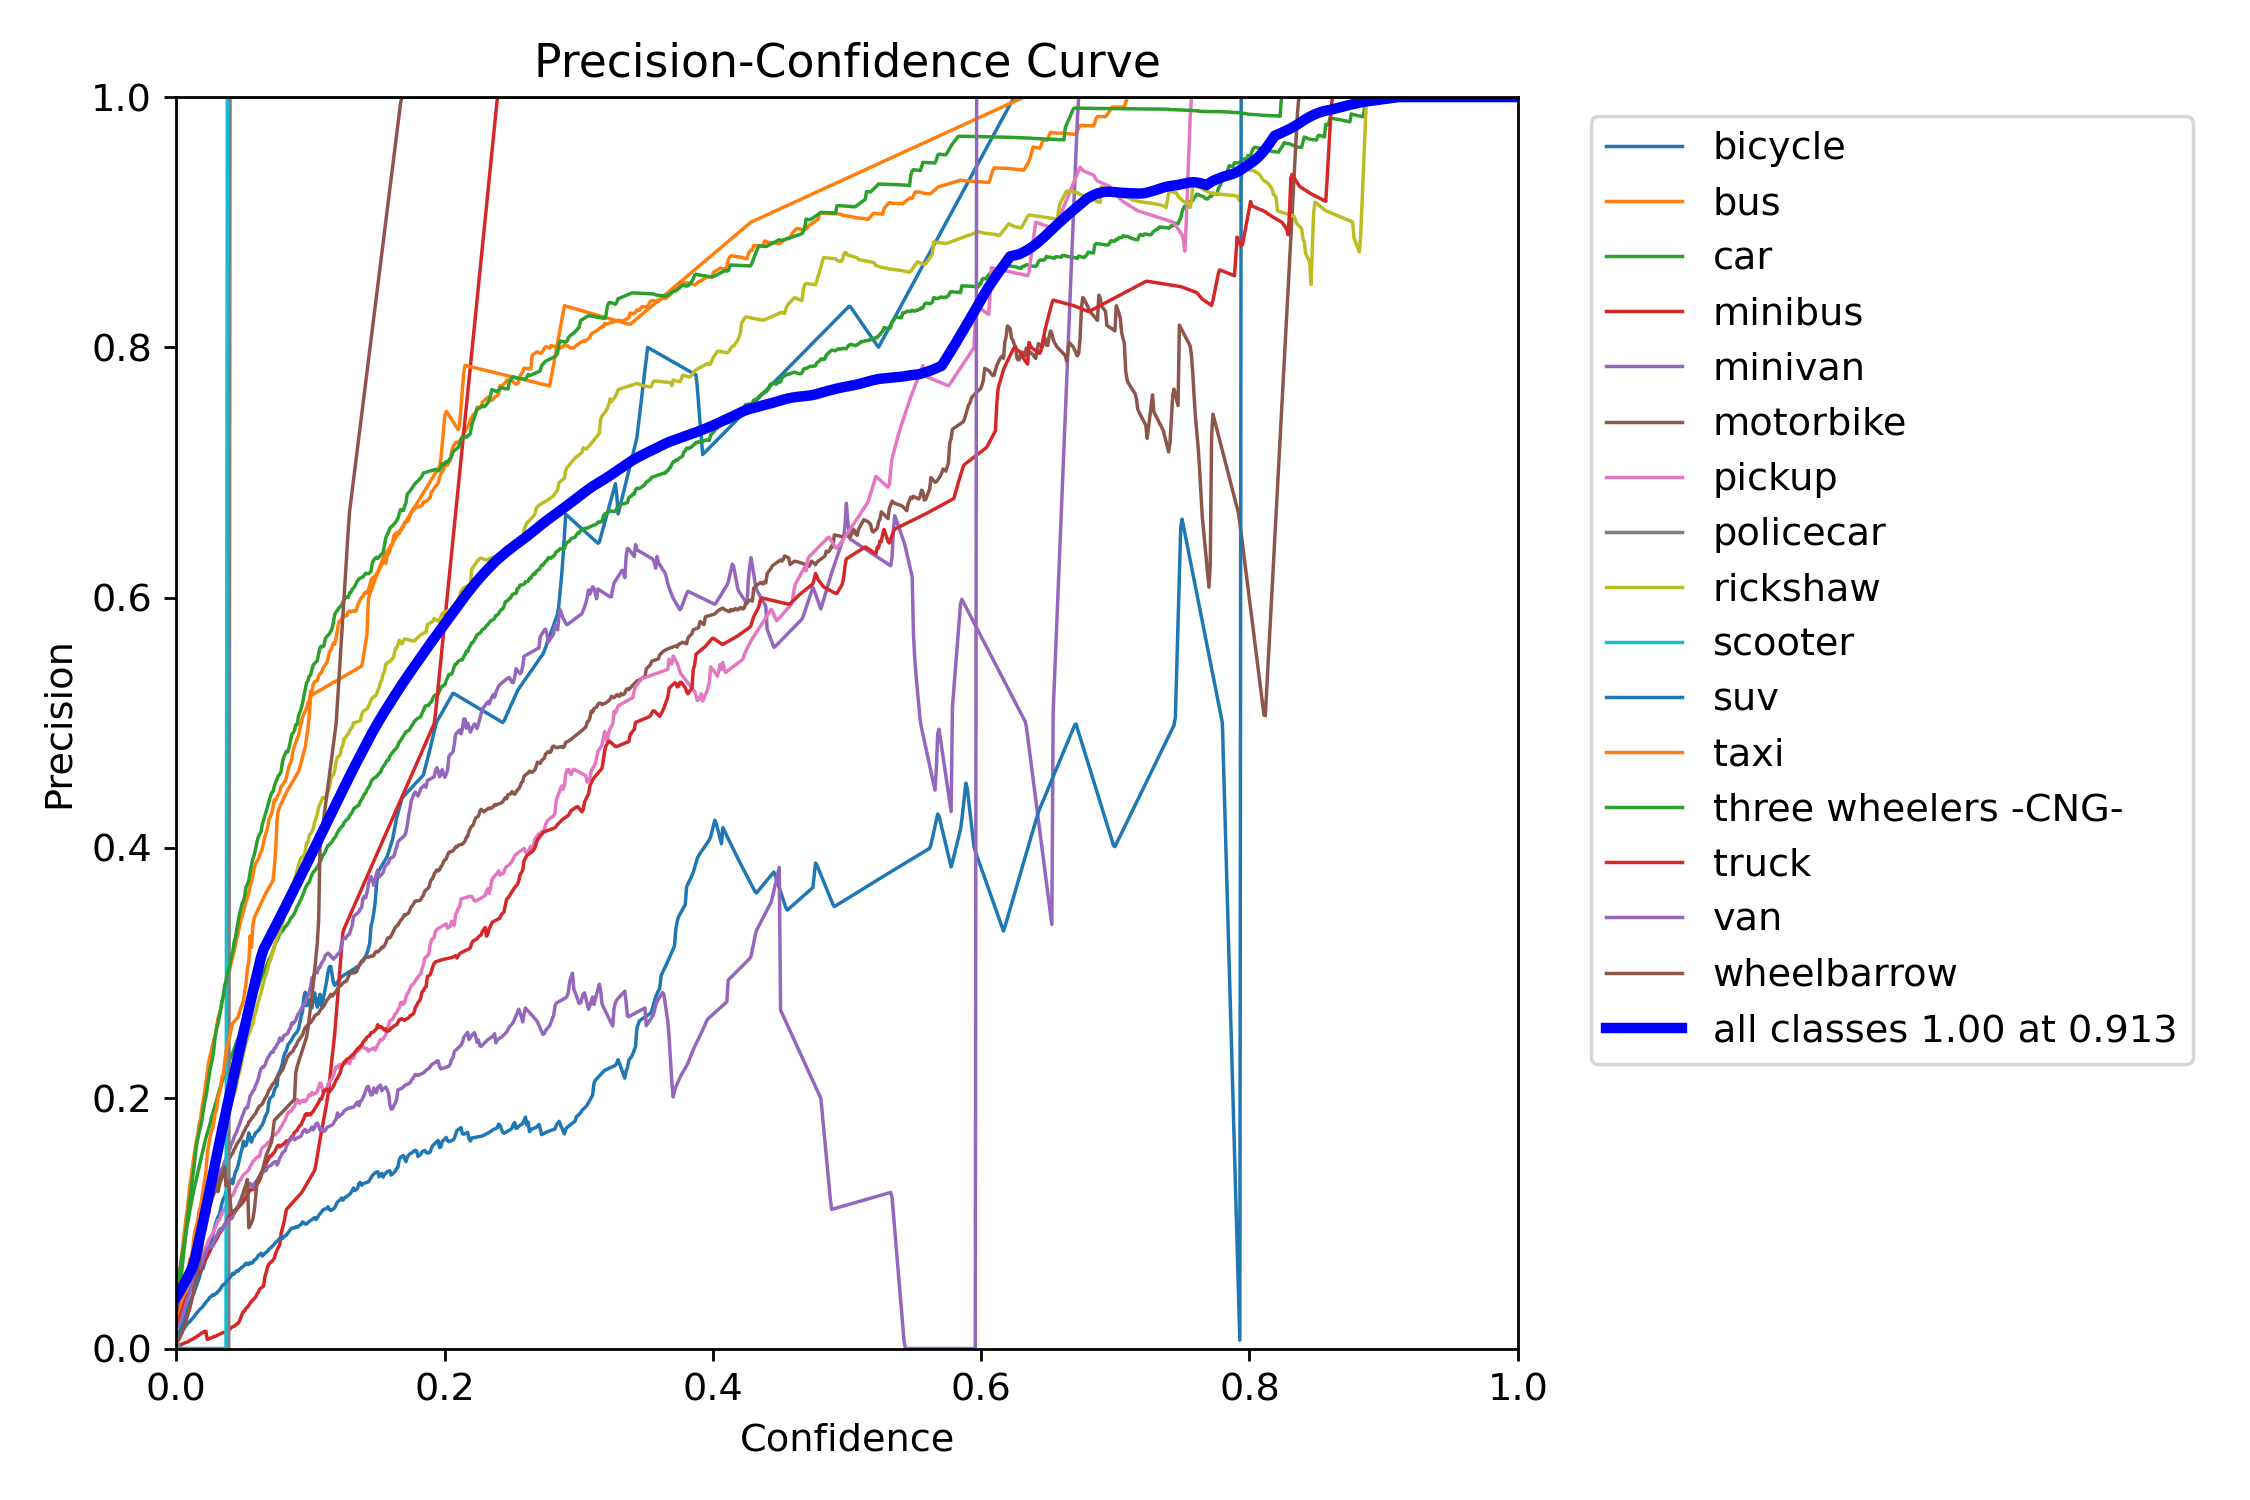 Precision-Confidence Curve
1.0
0.8
0.6
0.4
0.2
0.0
Precision
0.0 0.2 0.4 0.6 0.8 1.0
Confidence
bicycle
bus
car
minibus
minivan
motorbike
pickup
policecar
rickshaw
scooter
suv
taxi
three wheelers -CNG-
truck
van
wheelbarrow
all classes 1.00 at 0.913